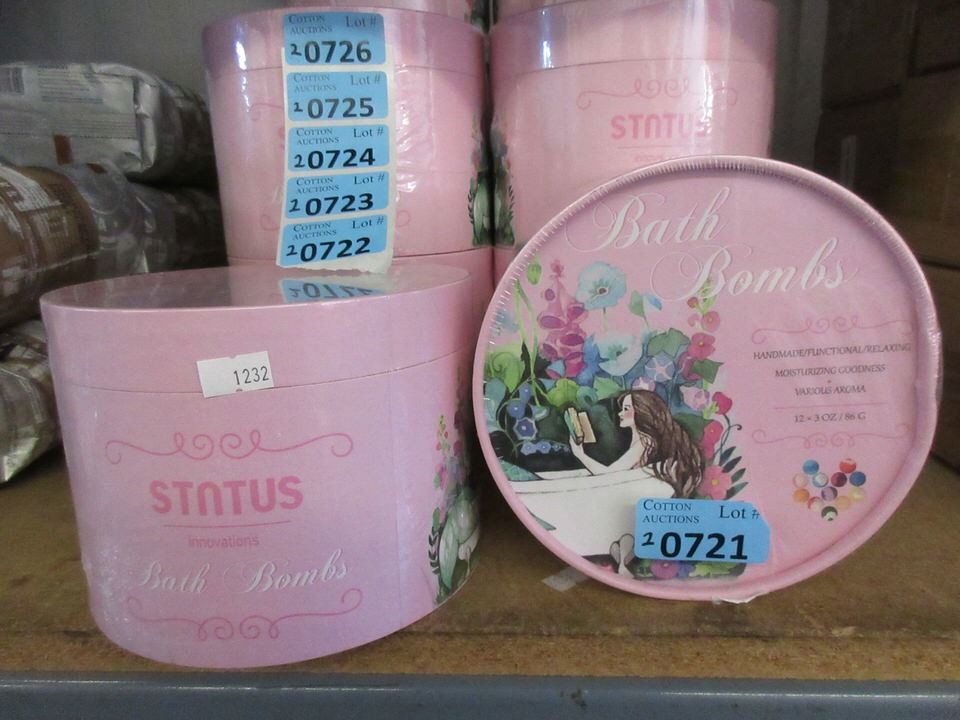 COTTON AUCTIONS Lot #
20726
COTTON AUCTIONS Lot #
20725
COTTON AUCTIONS Lot #
20724
COTTON AUCTIONS Lot #
20723
COTTON AUCTIONS Lot #
20722
STATUS
1232
STATUS
innovations
Bath Bombs
Bath
Bombs
HANDMADE/FUNCTIONAL/RELAXING
MOISTURIZING GOODNESS
VARIOUS AROMA
12 × 3 OZ / 86 G
COTTON AUCTIONS Lot #
20721